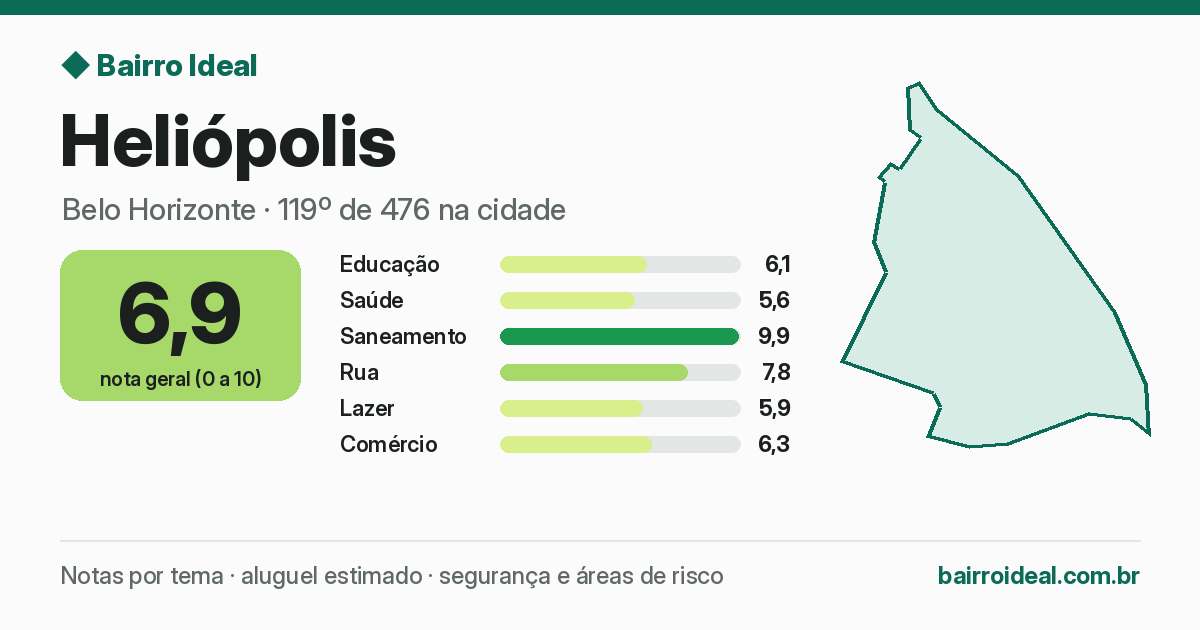 Bairro Ideal
Heliópolis
Belo Horizonte · 119º de 476 na cidade
6,9
nota geral (0 a 10)
Educação 6,1
Saúde 5,6
Saneamento 9,9
Rua 7,8
Lazer 5,9
Comércio 6,3
Notas por tema · aluguel estimado · segurança e áreas de risco
bairroideal.com.br